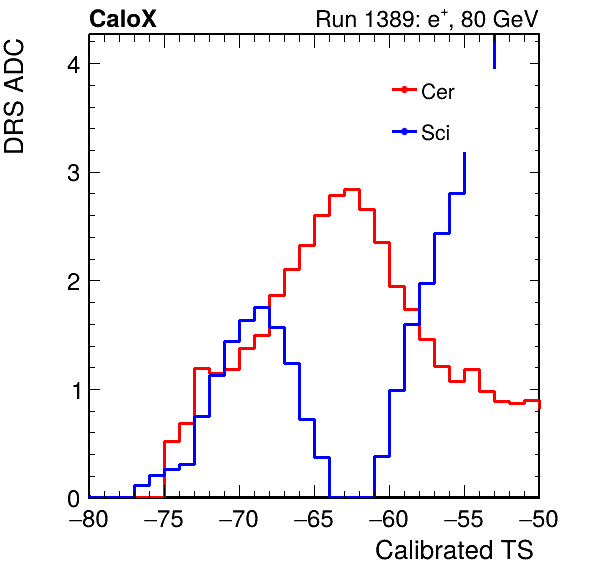 CaloX Run 1389: e⁺, 80 GeV
DRS ADC
4
3
2
1
0
Cer
Sci
−80 −75 −70 −65 −60 −55 −50
Calibrated TS